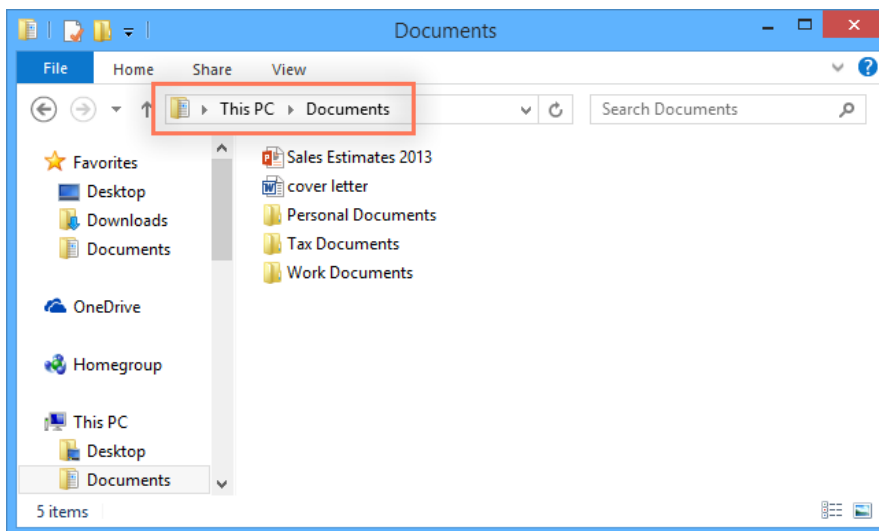 Documents
File Home Share View
This PC Documents
Search Documents
Favorites
Desktop
Downloads
Documents
OneDrive
Homegroup
This PC
Desktop
Documents
Sales Estimates 2013
cover letter
Personal Documents
Tax Documents
Work Documents
5 items